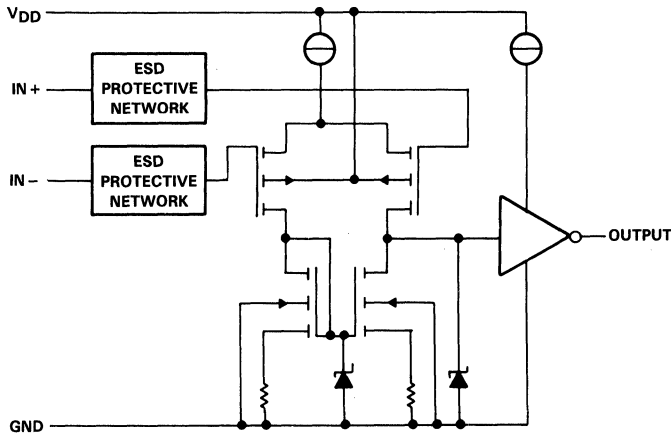 VDD
IN +
ESD
PROTECTIVE
NETWORK
IN –
ESD
PROTECTIVE
NETWORK
OUTPUT
GND